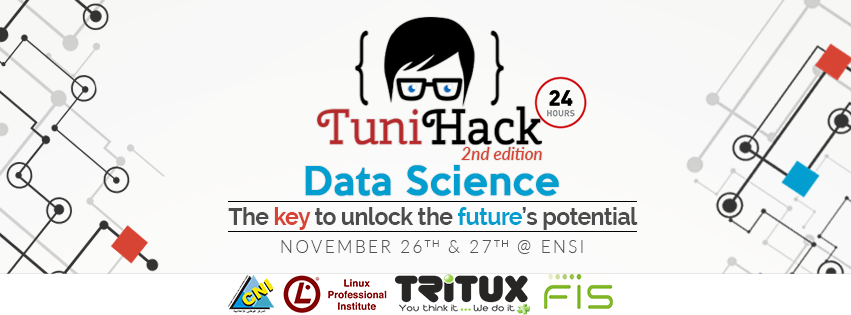 { }
24
HOURS
TuniHack
2nd edition
Data Science
The key to unlock the future's potential
NOVEMBER 26TH & 27TH @ ENSI
CNI
Linux
Professional
Institute
TRITUX
You think it ... We do it
FIS